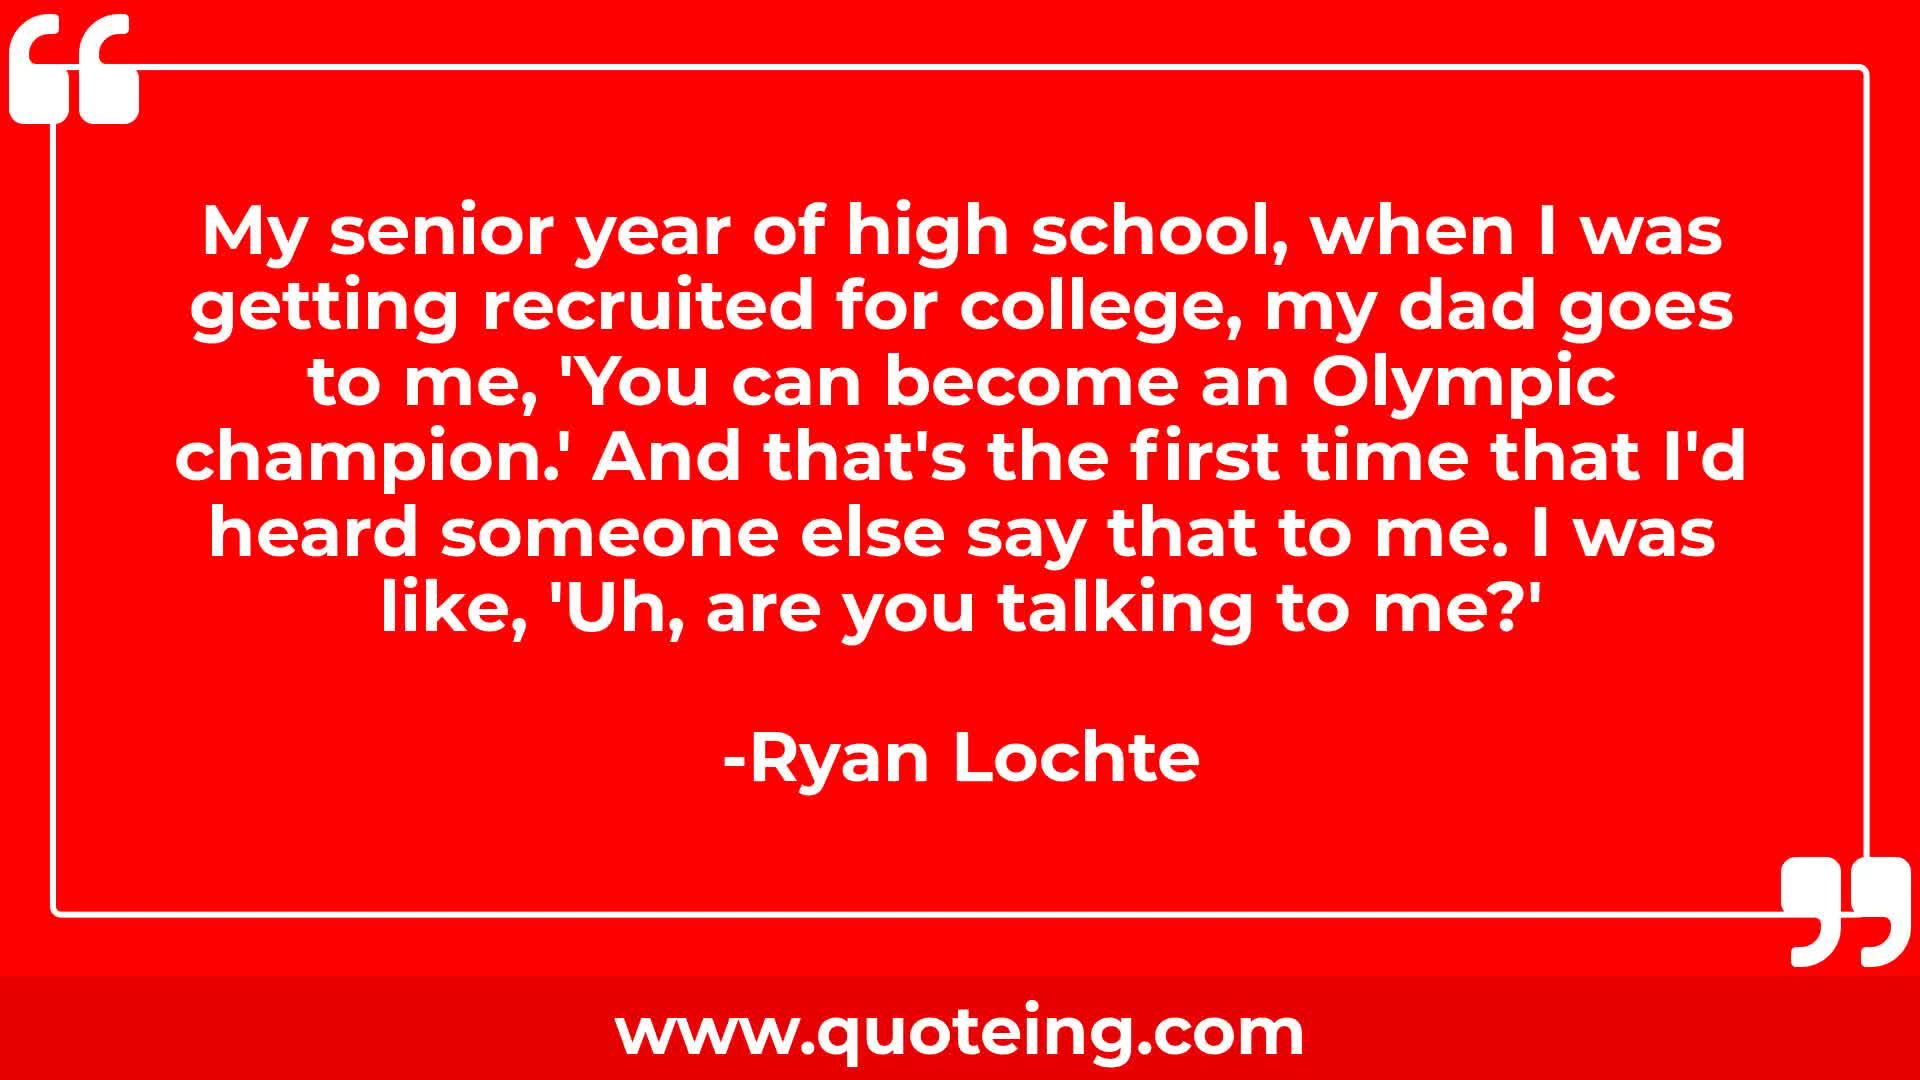 My senior year of high school, when I was
getting recruited for college, my dad goes
to me, 'You can become an Olympic
champion.' And that's the first time that I'd
heard someone else say that to me. I was
like, 'Uh, are you talking to me?'
-Ryan Lochte
www.quoteing.com